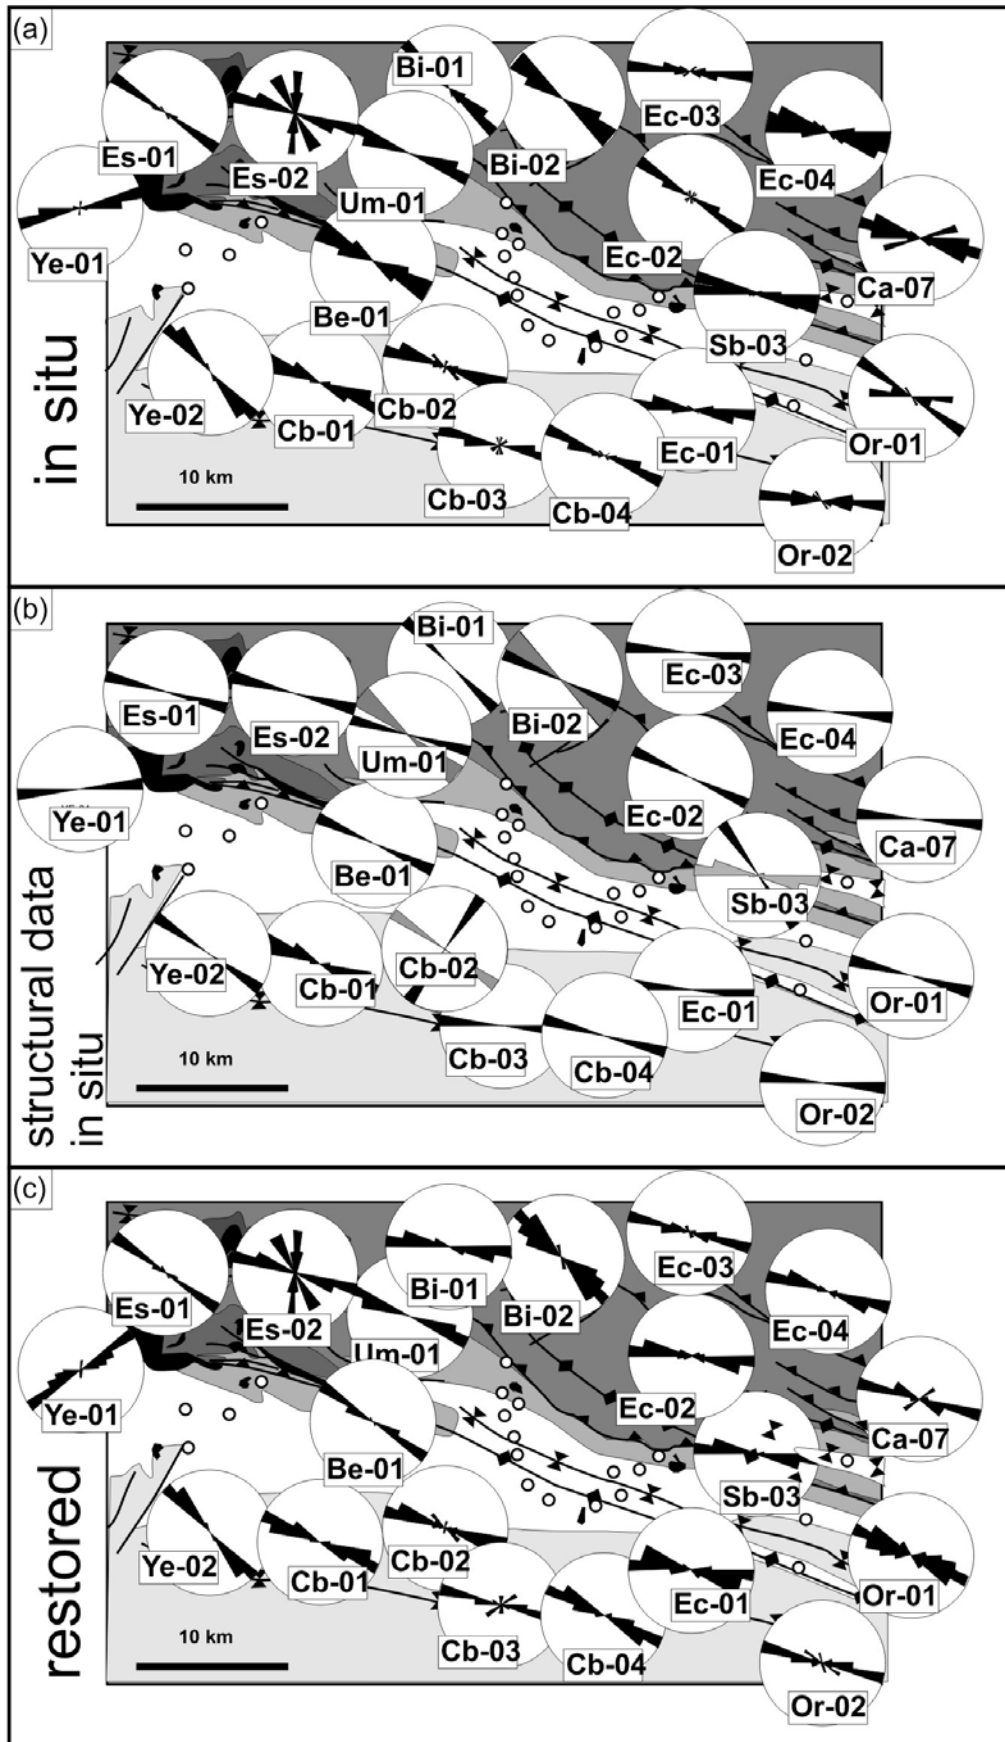 (a)
Bi-01
Ec-03
Es-01
Es-02
Bi-02
Ec-04
Um-01
Ye-01
Ec-02
Ca-07
Be-01
Sb-03
Ye-02
Cb-01
Cb-02
Ec-01
Or-01
Cb-03
Cb-04
Or-02
in situ
10 km
(b)
Bi-01
Ec-03
Es-01
Es-02
Bi-02
Ec-04
Um-01
Ye-01
Ec-02
Ca-07
Be-01
Sb-03
Ye-02
Cb-01
Cb-02
Ec-01
Or-01
Cb-03
Cb-04
Or-02
structural data
in situ
10 km
(c)
Bi-01
Ec-03
Es-01
Es-02
Bi-02
Ec-04
Um-01
Ye-01
Ec-02
Ca-07
Be-01
Sb-03
Ye-02
Cb-01
Cb-02
Ec-01
Or-01
Cb-03
Cb-04
Or-02
restored
10 km